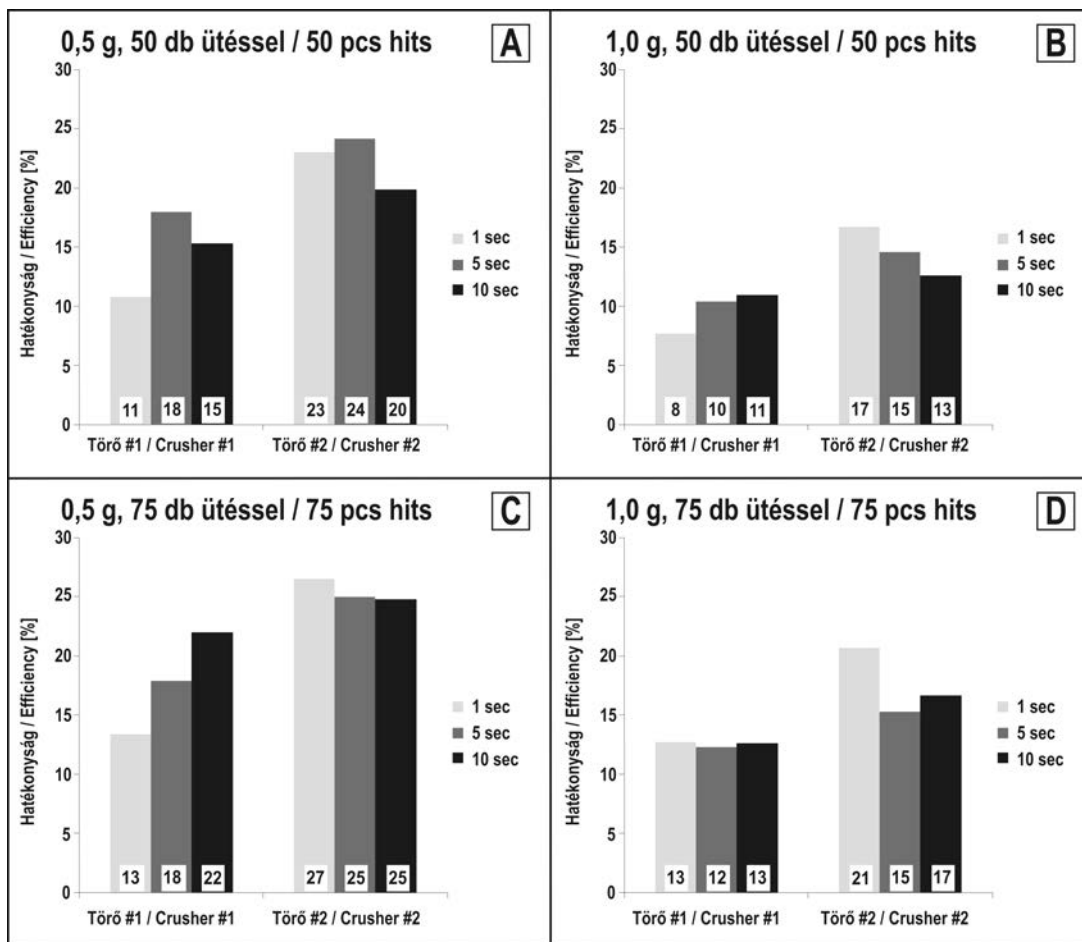 0,5 g, 50 db ütéssel / 50 pcs hits
A
Hatékonyság / Efficiency [%]
30
25
20
15
10
5
0
11 18 15 23 24 20
Törő #1 / Crusher #1 Törő #2 / Crusher #2
1 sec
5 sec
10 sec
1,0 g, 50 db ütéssel / 50 pcs hits
B
Hatékonyság / Efficiency [%]
30
25
20
15
10
5
0
8 10 11 17 15 13
Törő #1 / Crusher #1 Törő #2 / Crusher #2
1 sec
5 sec
10 sec
0,5 g, 75 db ütéssel / 75 pcs hits
C
Hatékonyság / Efficiency [%]
30
25
20
15
10
5
0
13 18 22 27 25 25
Törő #1 / Crusher #1 Törő #2 / Crusher #2
1 sec
5 sec
10 sec
1,0 g, 75 db ütéssel / 75 pcs hits
D
Hatékonyság / Efficiency [%]
30
25
20
15
10
5
0
13 12 13 21 15 17
Törő #1 / Crusher #1 Törő #2 / Crusher #2
1 sec
5 sec
10 sec